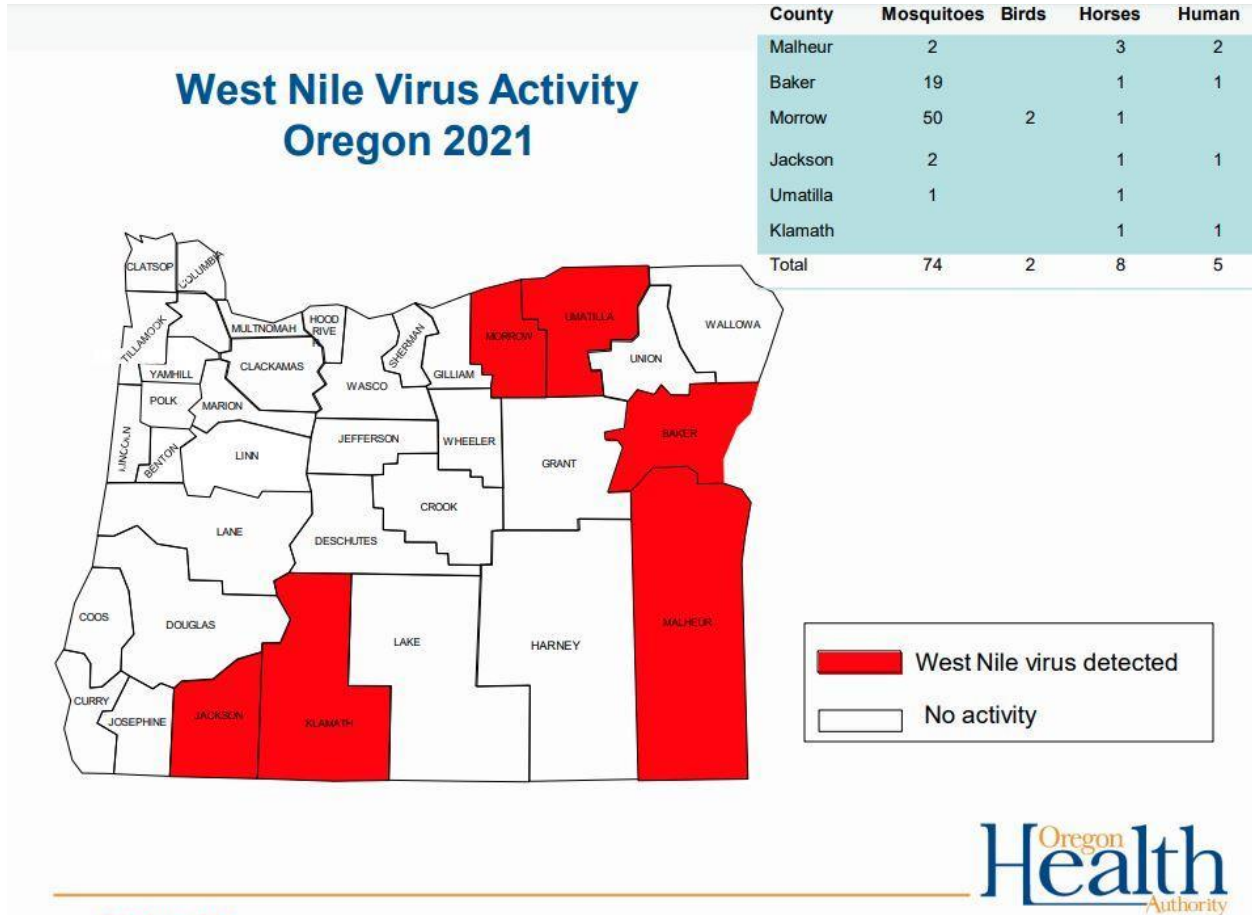 County Mosquitoes Birds Horses Human
Malheur 2 3 2
Baker 19 1 1
Morrow 50 2 1
Jackson 2 1 1
Umatilla 1 1
Klamath 1 1
Total 74 2 8 5
West Nile Virus Activity
Oregon 2021
CLATSOP
COLUMBIA
TILLAMOOK
MULTNOMAH
HOOD
RIVE
R
SHERMAN
GILLIAM
MORROW
UMATILLA
UNION
WALLOWA
YAMHILL
CLACKAMAS
WASCO
POLK
MARION
LINCOLN
BENTON
LINN
JEFFERSON
WHEELER
GRANT
BAKER
CROOK
LANE
DESCHUTES
COOS
DOUGLAS
LAKE
HARNEY
MALHEUR
CURRY
JOSEPHINE
JACKSON
KLAMATH
West Nile virus detected
No activity
Oregon
Health
Authority